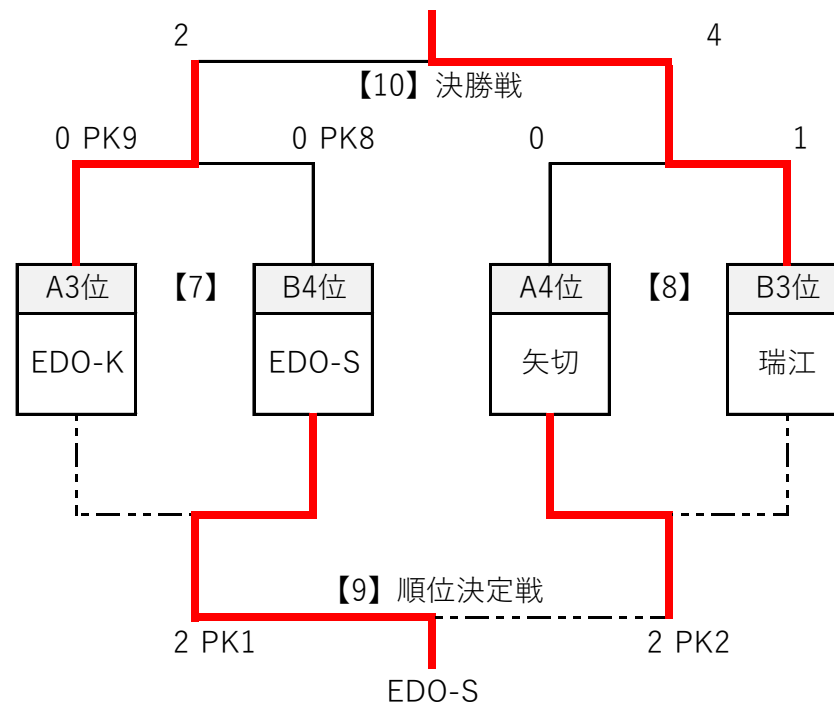 2
4
【10】決勝戦
0 PK9
0 PK8
0
1
A3位
【7】
B4位
A4位
【8】
B3位
EDO-K
EDO-S
矢切
瑞江
【9】順位決定戦
2 PK1
2 PK2
EDO-S